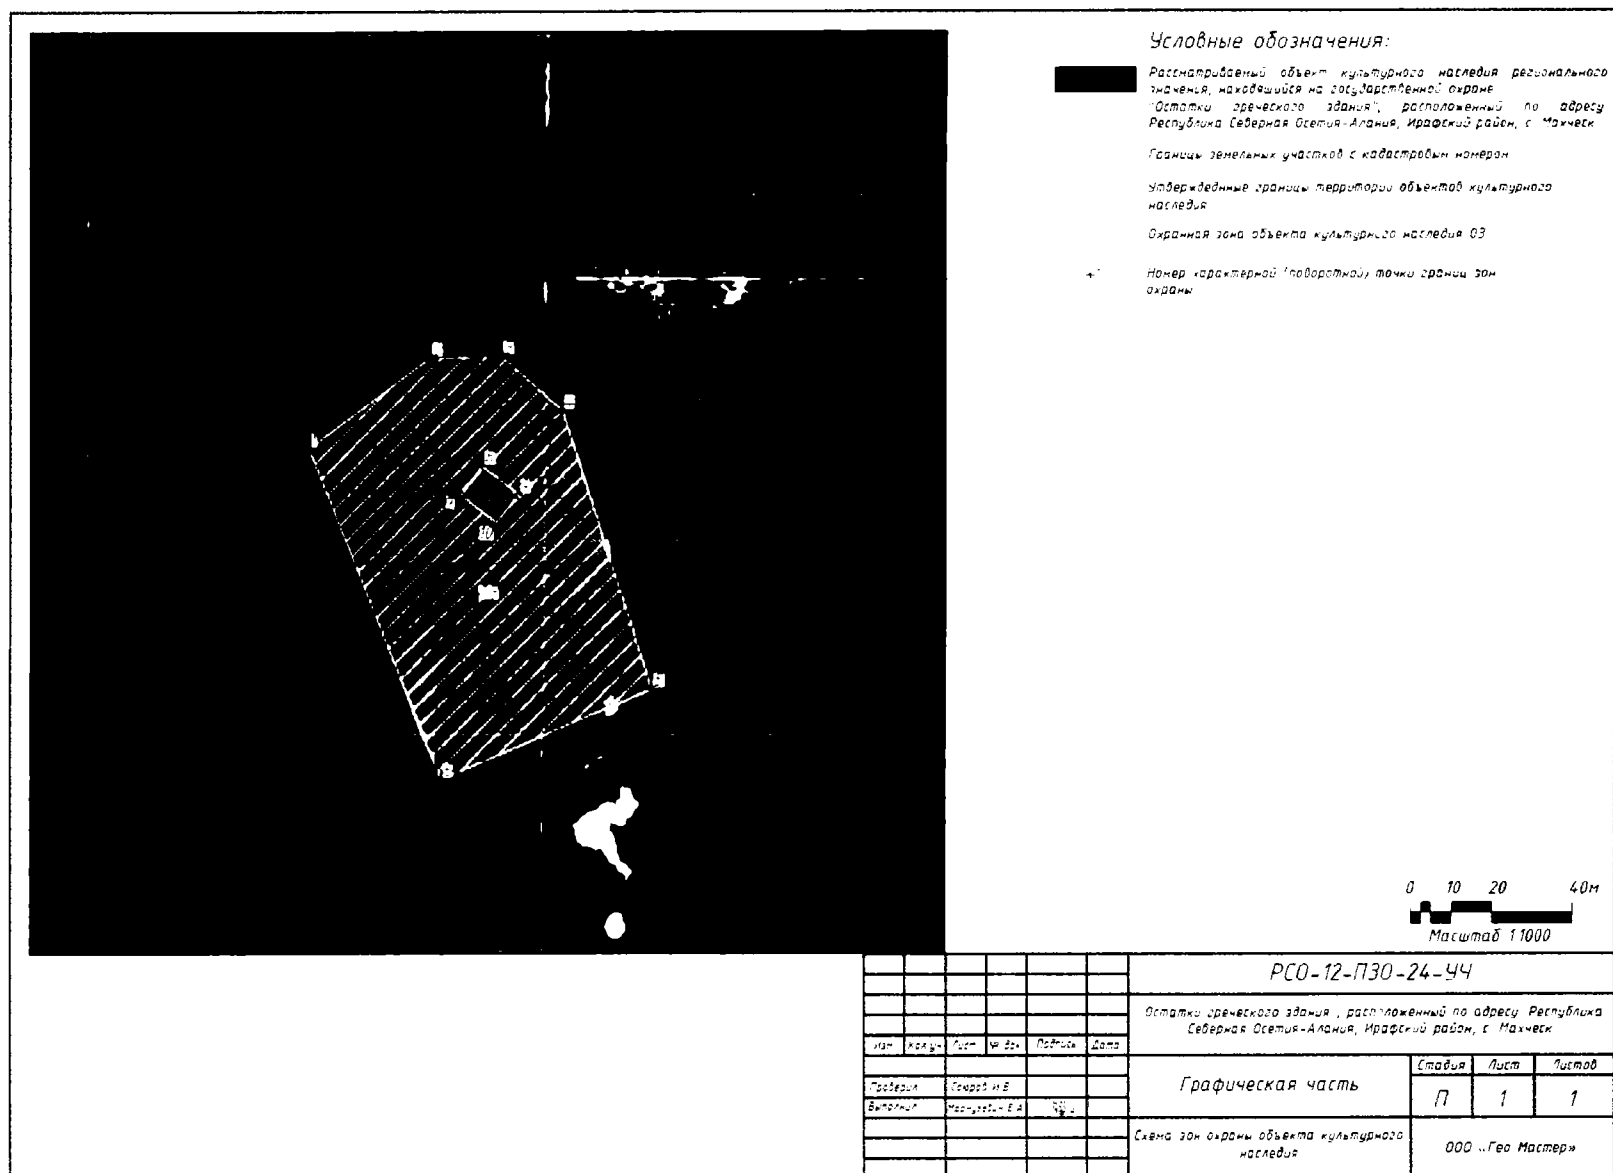 Условные обозначения:
Рассматриваемый объект культурного наследия регионального
значения, находящийся на государственной охране
"Остатки греческого здания", расположенный по адресу
Республика Северная Осетия-Алания, Ирафский район, с Махческ
Границы земельных участков с кадастровым номером
Утвержденные границы территории объектов культурного
наследия
Охранная зона объекта культурного наследия ОЗ
Номер характерной (поворотной) точки границ зон
охраны
0 10 20 40м
Масштаб 1 1000
РСО-12-ПЗО-24-УЧ
Остатки греческого здания , расположенный по адресу Республика
Северная Осетия-Алания, Ирафский район, с Махческ
Изм Кол.уч Лист № док Подпись Дата
Графическая часть
Стадия Лист Листов
П 1 1
Проверил
Выполнил
Схема зон охраны объекта культурного
наследия
ООО «Гео Мастер»